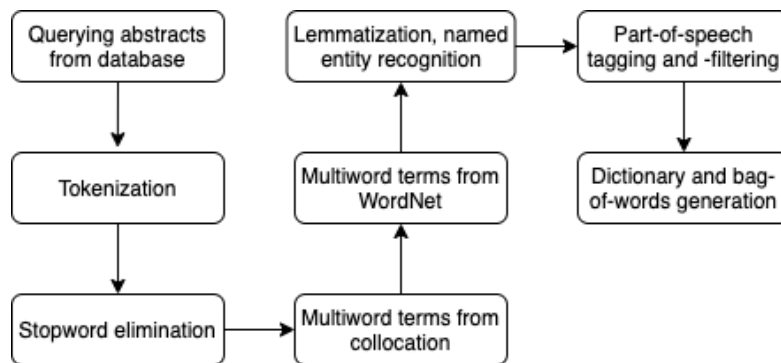 Querying abstracts
from database
Tokenization
Stopword elimination
Multiword terms from
collocation
Multiword terms from
WordNet
Lemmatization, named
entity recognition
Part-of-speech
tagging and -filtering
Dictionary and bag-
of-words generation